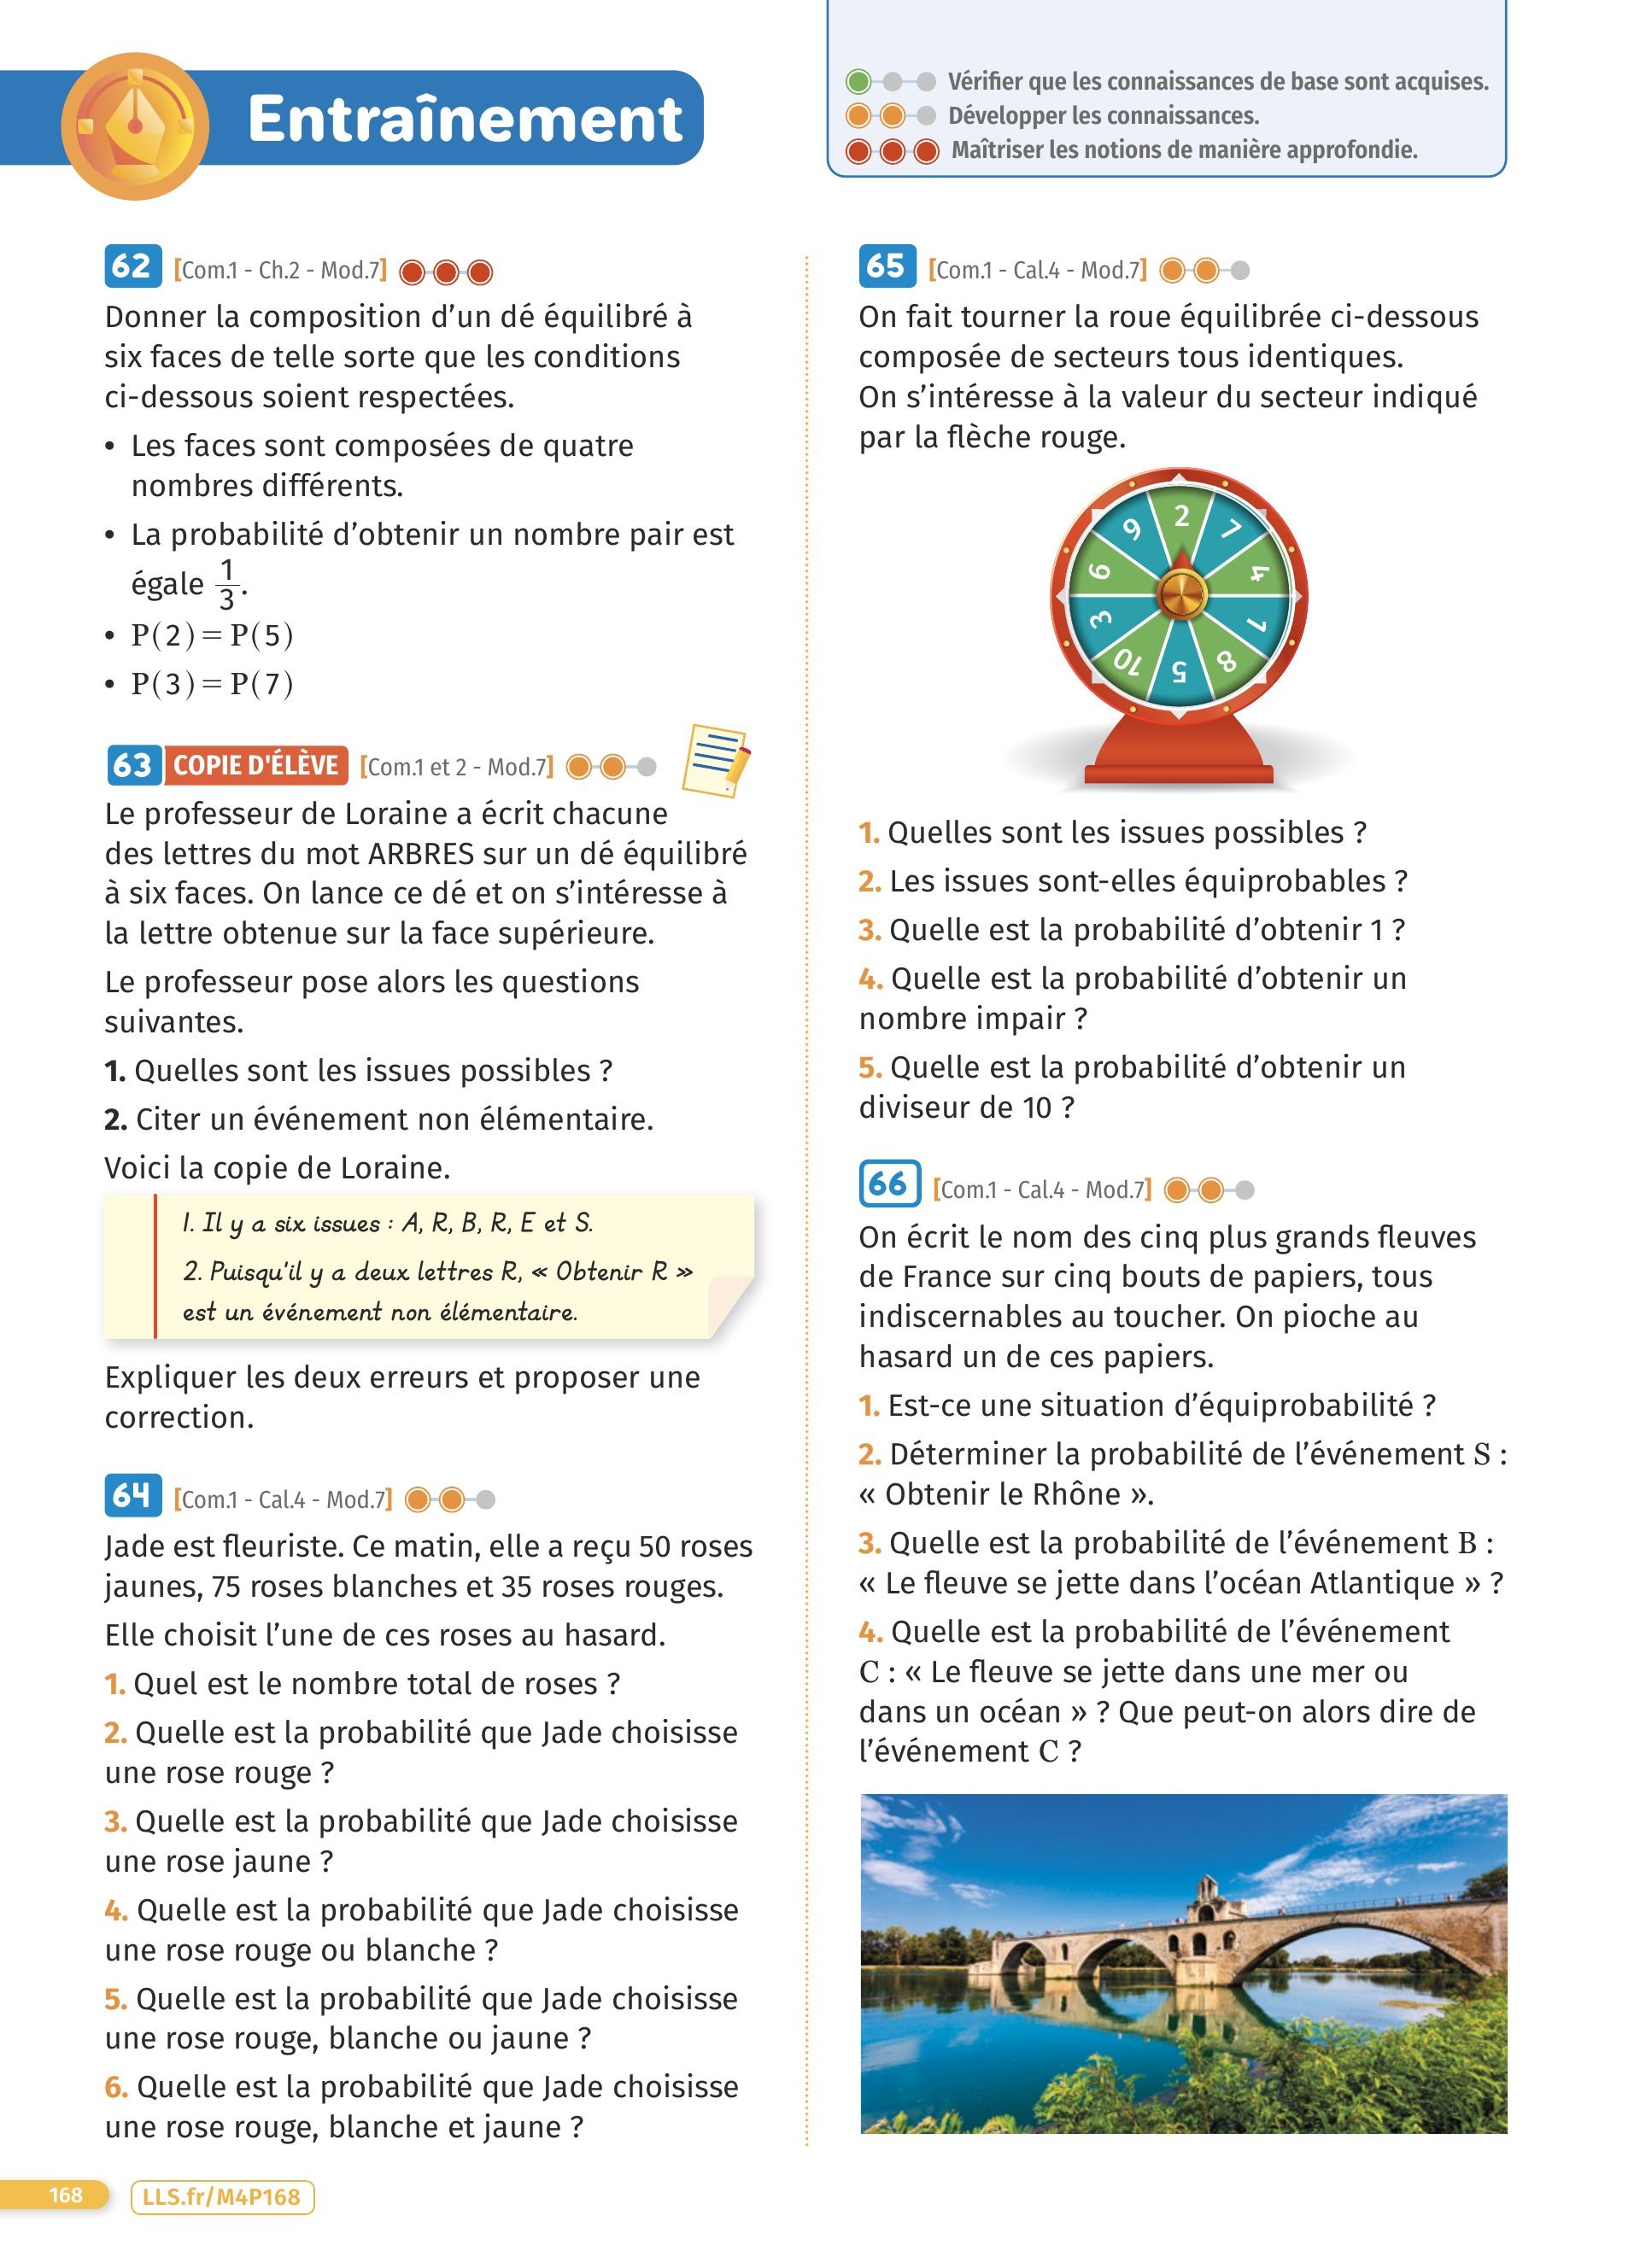 Entraînement
Vérifier que les connaissances de base sont acquises.
Développer les connaissances.
Maîtriser les notions de manière approfondie.
62 [Com.1 - Ch.2 - Mod.7]
Donner la composition d’un dé équilibré à
six faces de telle sorte que les conditions
ci-dessous soient respectées.
• Les faces sont composées de quatre
nombres différents.
• La probabilité d’obtenir un nombre pair est
égale 1/3.
• P(2) = P(5)
• P(3) = P(7)
63 COPIE D'ÉLÈVE [Com.1 et 2 - Mod.7]
Le professeur de Loraine a écrit chacune
des lettres du mot ARBRES sur un dé équilibré
à six faces. On lance ce dé et on s’intéresse à
la lettre obtenue sur la face supérieure.
Le professeur pose alors les questions
suivantes.
1. Quelles sont les issues possibles ?
2. Citer un événement non élémentaire.
Voici la copie de Loraine.
1. Il y a six issues : A, R, B, R, E et S.
2. Puisqu'il y a deux lettres R, « Obtenir R »
est un événement non élémentaire.
Expliquer les deux erreurs et proposer une
correction.
64 [Com.1 - Cal.4 - Mod.7]
Jade est fleuriste. Ce matin, elle a reçu 50 roses
jaunes, 75 roses blanches et 35 roses rouges.
Elle choisit l’une de ces roses au hasard.
1. Quel est le nombre total de roses ?
2. Quelle est la probabilité que Jade choisisse
une rose rouge ?
3. Quelle est la probabilité que Jade choisisse
une rose jaune ?
4. Quelle est la probabilité que Jade choisisse
une rose rouge ou blanche ?
5. Quelle est la probabilité que Jade choisisse
une rose rouge, blanche ou jaune ?
6. Quelle est la probabilité que Jade choisisse
une rose rouge, blanche et jaune ?
65 [Com.1 - Cal.4 - Mod.7]
On fait tourner la roue équilibrée ci-dessous
composée de secteurs tous identiques.
On s’intéresse à la valeur du secteur indiqué
par la flèche rouge.
2
7
4
1
8
5
10
3
6
9
1. Quelles sont les issues possibles ?
2. Les issues sont-elles équiprobables ?
3. Quelle est la probabilité d’obtenir 1 ?
4. Quelle est la probabilité d’obtenir un
nombre impair ?
5. Quelle est la probabilité d’obtenir un
diviseur de 10 ?
66 [Com.1 - Cal.4 - Mod.7]
On écrit le nom des cinq plus grands fleuves
de France sur cinq bouts de papiers, tous
indiscernables au toucher. On pioche au
hasard un de ces papiers.
1. Est-ce une situation d’équiprobabilité ?
2. Déterminer la probabilité de l’événement S :
« Obtenir le Rhône ».
3. Quelle est la probabilité de l’événement B :
« Le fleuve se jette dans l’océan Atlantique » ?
4. Quelle est la probabilité de l’événement
C : « Le fleuve se jette dans une mer ou
dans un océan » ? Que peut-on alors dire de
l’événement C ?
168
LLS.fr/M4P168